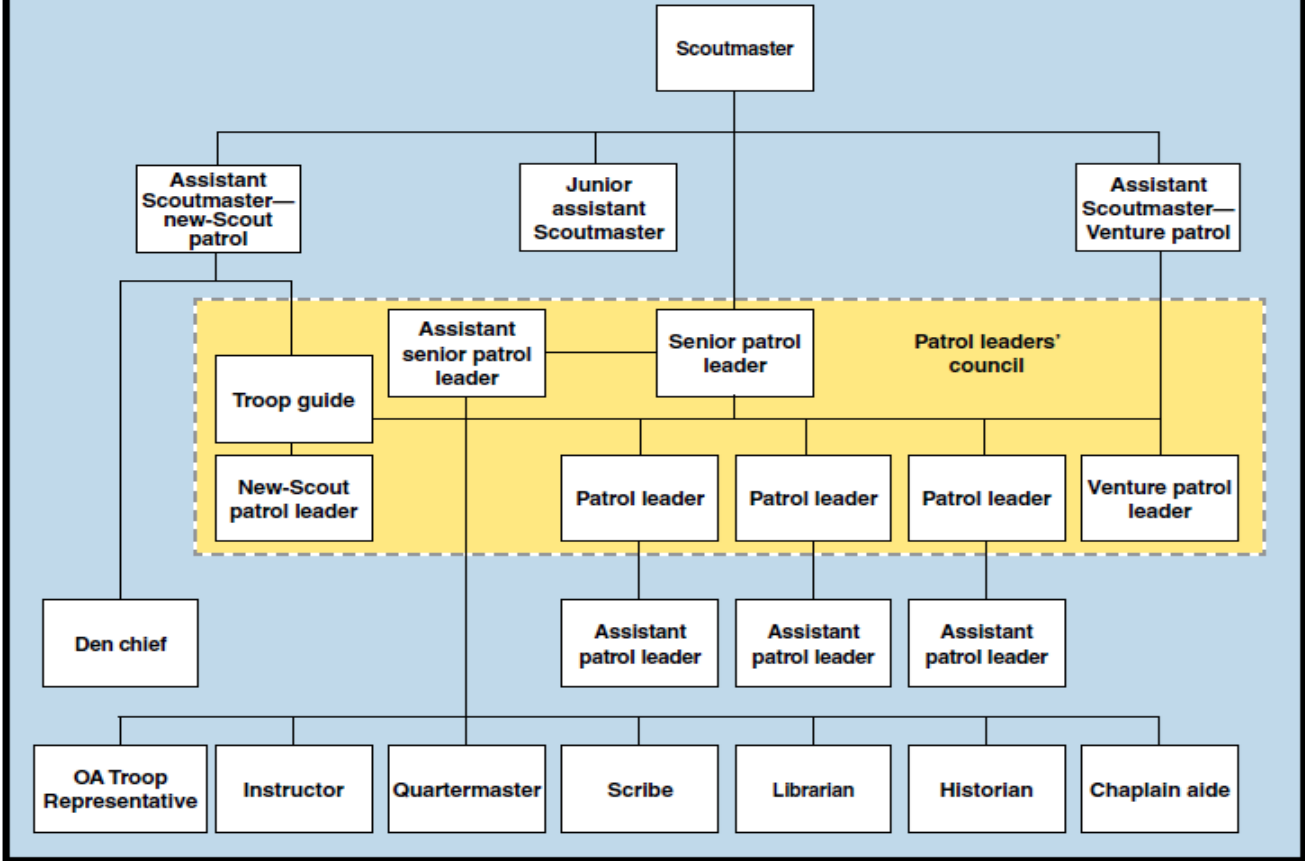 Scoutmaster
Assistant
Scoutmaster—
new-Scout
patrol
Junior
assistant
Scoutmaster
Assistant
Scoutmaster—
Venture patrol
Assistant
senior patrol
leader
Senior patrol
leader
Patrol leaders’
council
Troop guide
New-Scout
patrol leader
Patrol leader
Patrol leader
Patrol leader
Venture patrol
leader
Den chief
Assistant
patrol leader
Assistant
patrol leader
Assistant
patrol leader
OA Troop
Representative
Instructor
Quartermaster
Scribe
Librarian
Historian
Chaplain aide